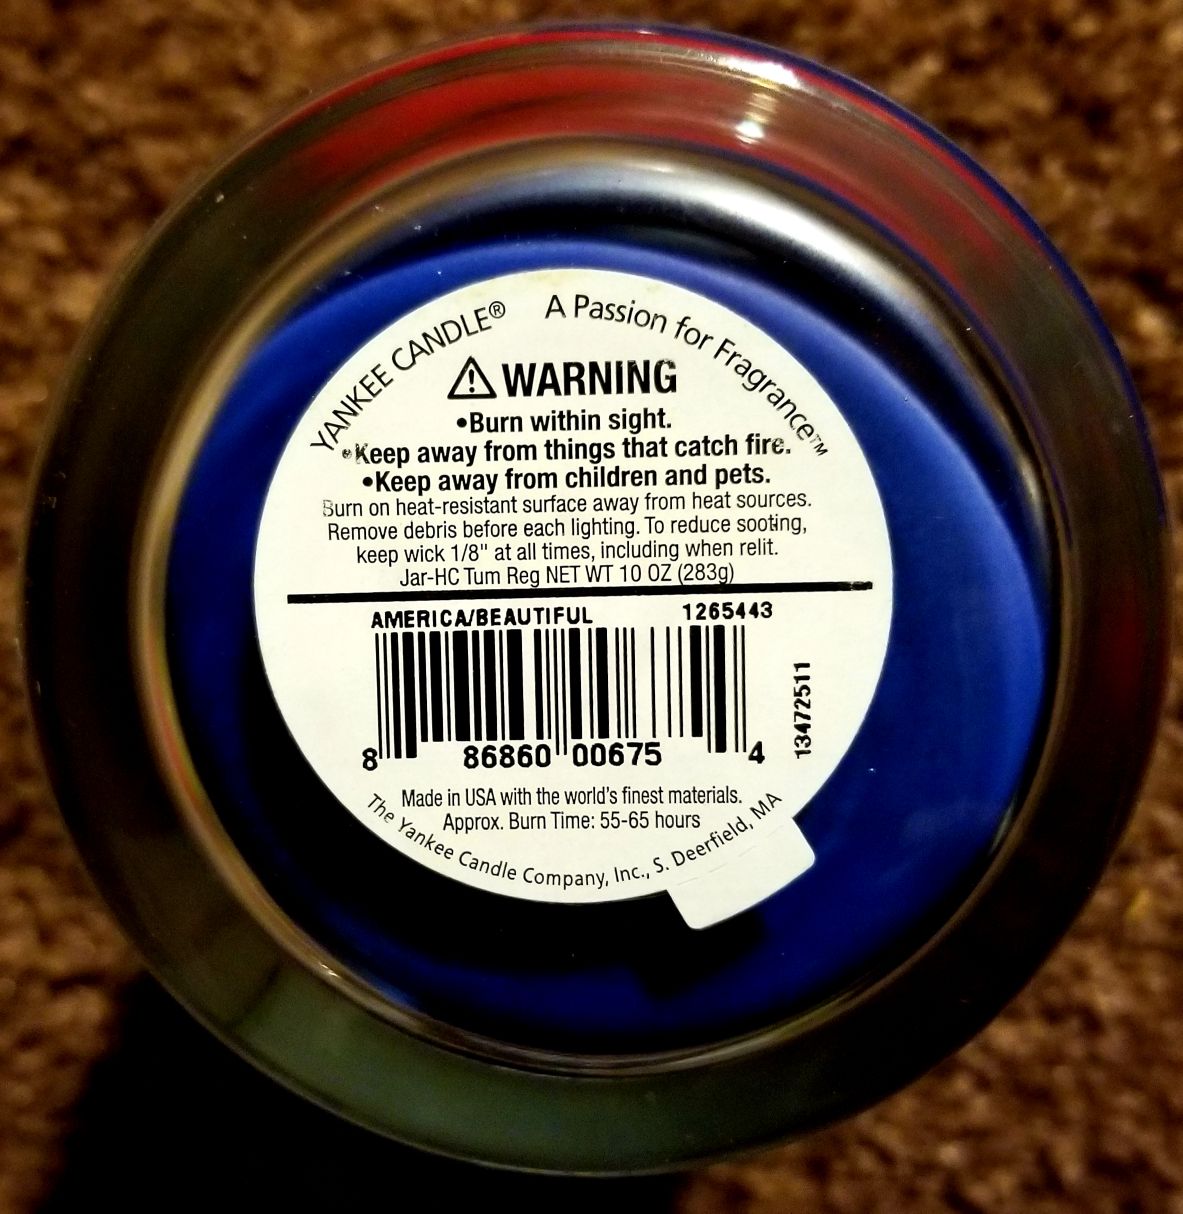 YANKEE CANDLE® A Passion for Fragrance™
⚠ WARNING
•Burn within sight.
•Keep away from things that catch fire.
•Keep away from children and pets.
Burn on heat-resistant surface away from heat sources.
Remove debris before each lighting. To reduce sooting,
keep wick 1/8" at all times, including when relit.
Jar-HC Tum Reg NET WT 10 OZ (283g)
AMERICA/BEAUTIFUL 1265443
8 86860 00675 4
13472511
Made in USA with the world's finest materials.
Approx. Burn Time: 55-65 hours
The Yankee Candle Company, Inc., S. Deerfield, MA